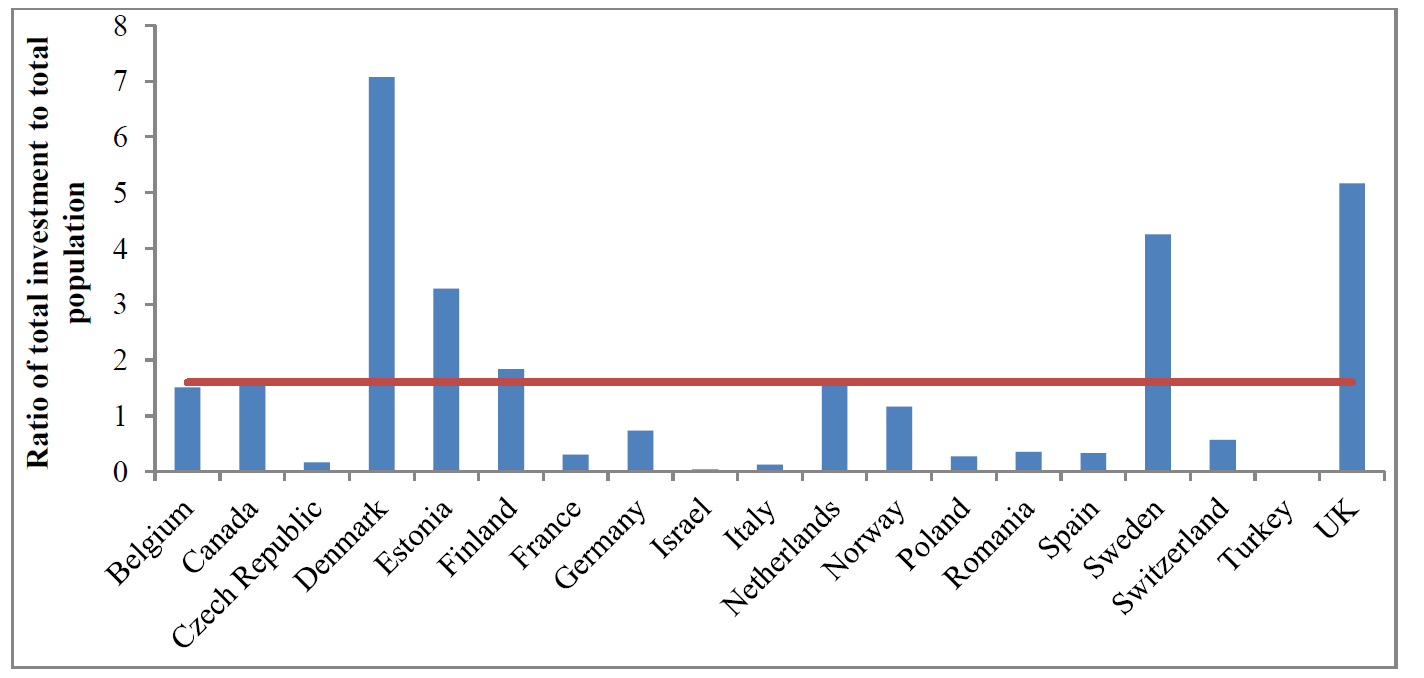 Ratio of total investment to total
population
8
7
6
5
4
3
2
1
0
Belgium
Canada
Czech Republic
Denmark
Estonia
Finland
France
Germany
Israel
Italy
Netherlands
Norway
Poland
Romania
Spain
Sweden
Switzerland
Turkey
UK